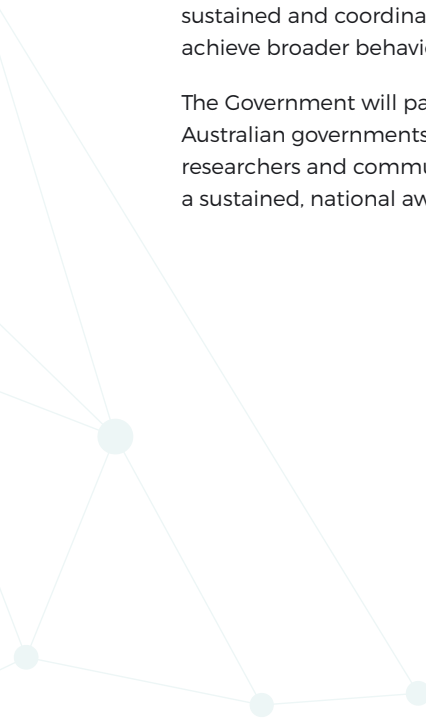 sustained and coordina
achieve broader behavi
The Government will pa
Australian governments
researchers and commu
a sustained, national aw